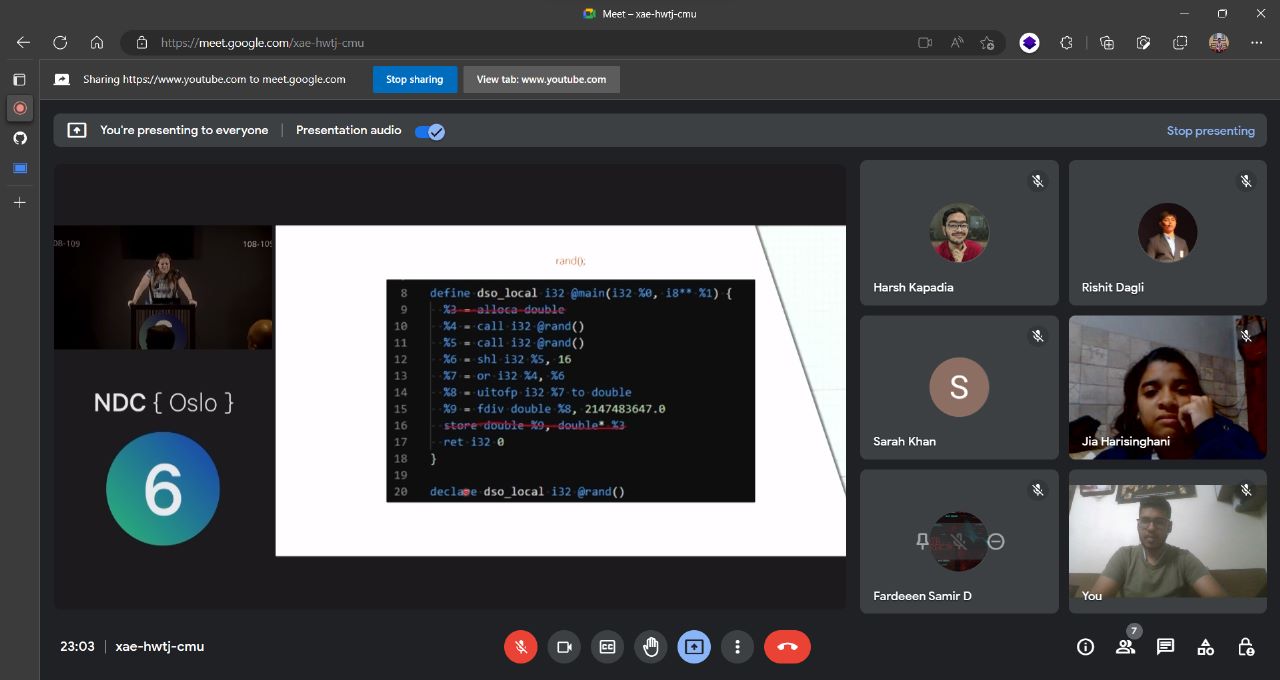 Meet – xae-hwtj-cmu
https://meet.google.com/xae-hwtj-cmu
Sharing https://www.youtube.com to meet.google.com
Stop sharing
View tab: www.youtube.com
You're presenting to everyone
Presentation audio
Stop presenting
08-109
108-109
NDC { Oslo }
6
rand();
8 define dso_local i32 @main(i32 %0, i8** %1) {
9 %3 = alloca double
10 %4 = call i32 @rand()
11 %5 = call i32 @rand()
12 %6 = shl i32 %5, 16
13 %7 = or i32 %4, %6
14 %8 = uitofp i32 %7 to double
15 %9 = fdiv double %8, 2147483647.0
16 store double %9, double* %3
17 ret i32 0
18 }
19
20 declare dso_local i32 @rand()
Harsh Kapadia
Rishit Dagli
S
Sarah Khan
Jia Harisinghani
Fardeeen Samir D
You
23:03
xae-hwtj-cmu
7